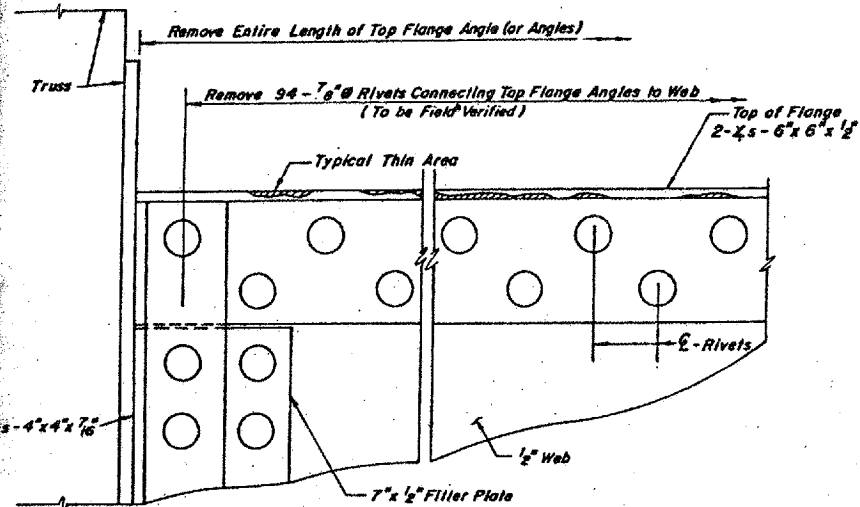 Remove Entire Length of Top Flange Angle (or Angles)
Truss
Remove 94 - 7/8" Ø Rivets Connecting Top Flange Angles to Web
(To be Field Verified)
Top of Flange
2-∠s - 6" x 6" x 1/2"
Typical Thin Area
℄ - Rivets
s - 4" x 4" x 7/16"
1/2" Web
7" x 1/2" Filler Plate